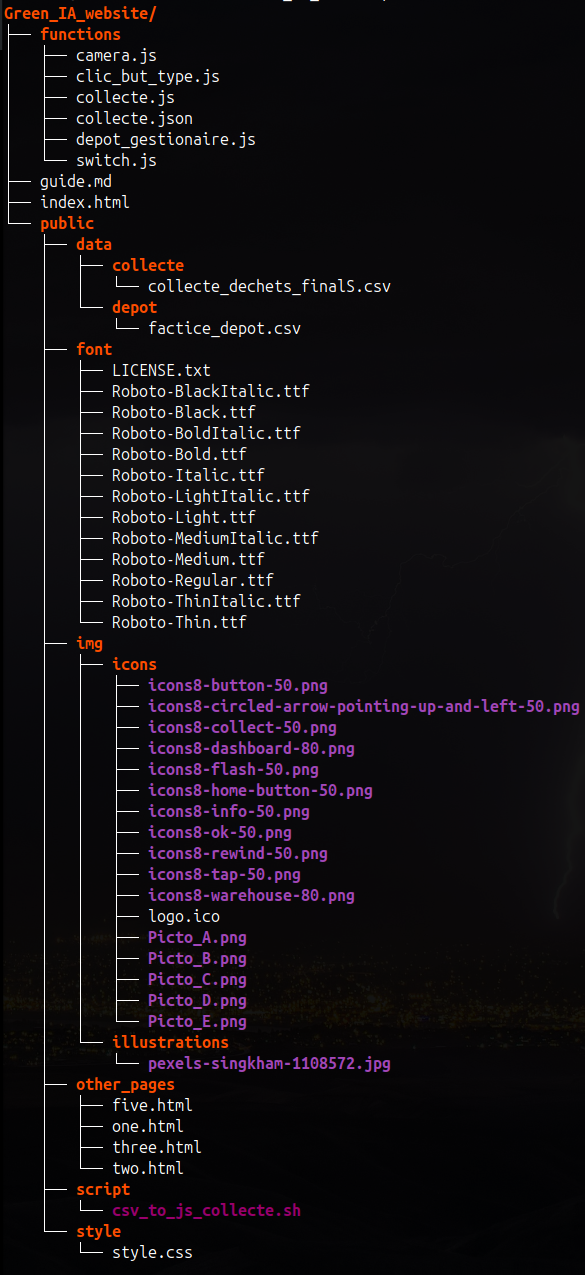 Green_IA_website/
functions
camera.js
clic_but_type.js
collecte.js
collecte.json
depot_gestionaire.js
switch.js
guide.md
index.html
public
data
collecte
collecte_dechets_finalS.csv
depot
factice_depot.csv
font
LICENSE.txt
Roboto-BlackItalic.ttf
Roboto-Black.ttf
Roboto-BoldItalic.ttf
Roboto-Bold.ttf
Roboto-Italic.ttf
Roboto-LightItalic.ttf
Roboto-Light.ttf
Roboto-MediumItalic.ttf
Roboto-Medium.ttf
Roboto-Regular.ttf
Roboto-ThinItalic.ttf
Roboto-Thin.ttf
img
icons
icons8-button-50.png
icons8-circled-arrow-pointing-up-and-left-50.png
icons8-collect-50.png
icons8-dashboard-80.png
icons8-flash-50.png
icons8-home-button-50.png
icons8-info-50.png
icons8-ok-50.png
icons8-rewind-50.png
icons8-tap-50.png
icons8-warehouse-80.png
logo.ico
Picto_A.png
Picto_B.png
Picto_C.png
Picto_D.png
Picto_E.png
illustrations
pexels-singkham-1108572.jpg
other_pages
five.html
one.html
three.html
two.html
script
csv_to_js_collecte.sh
style
style.css